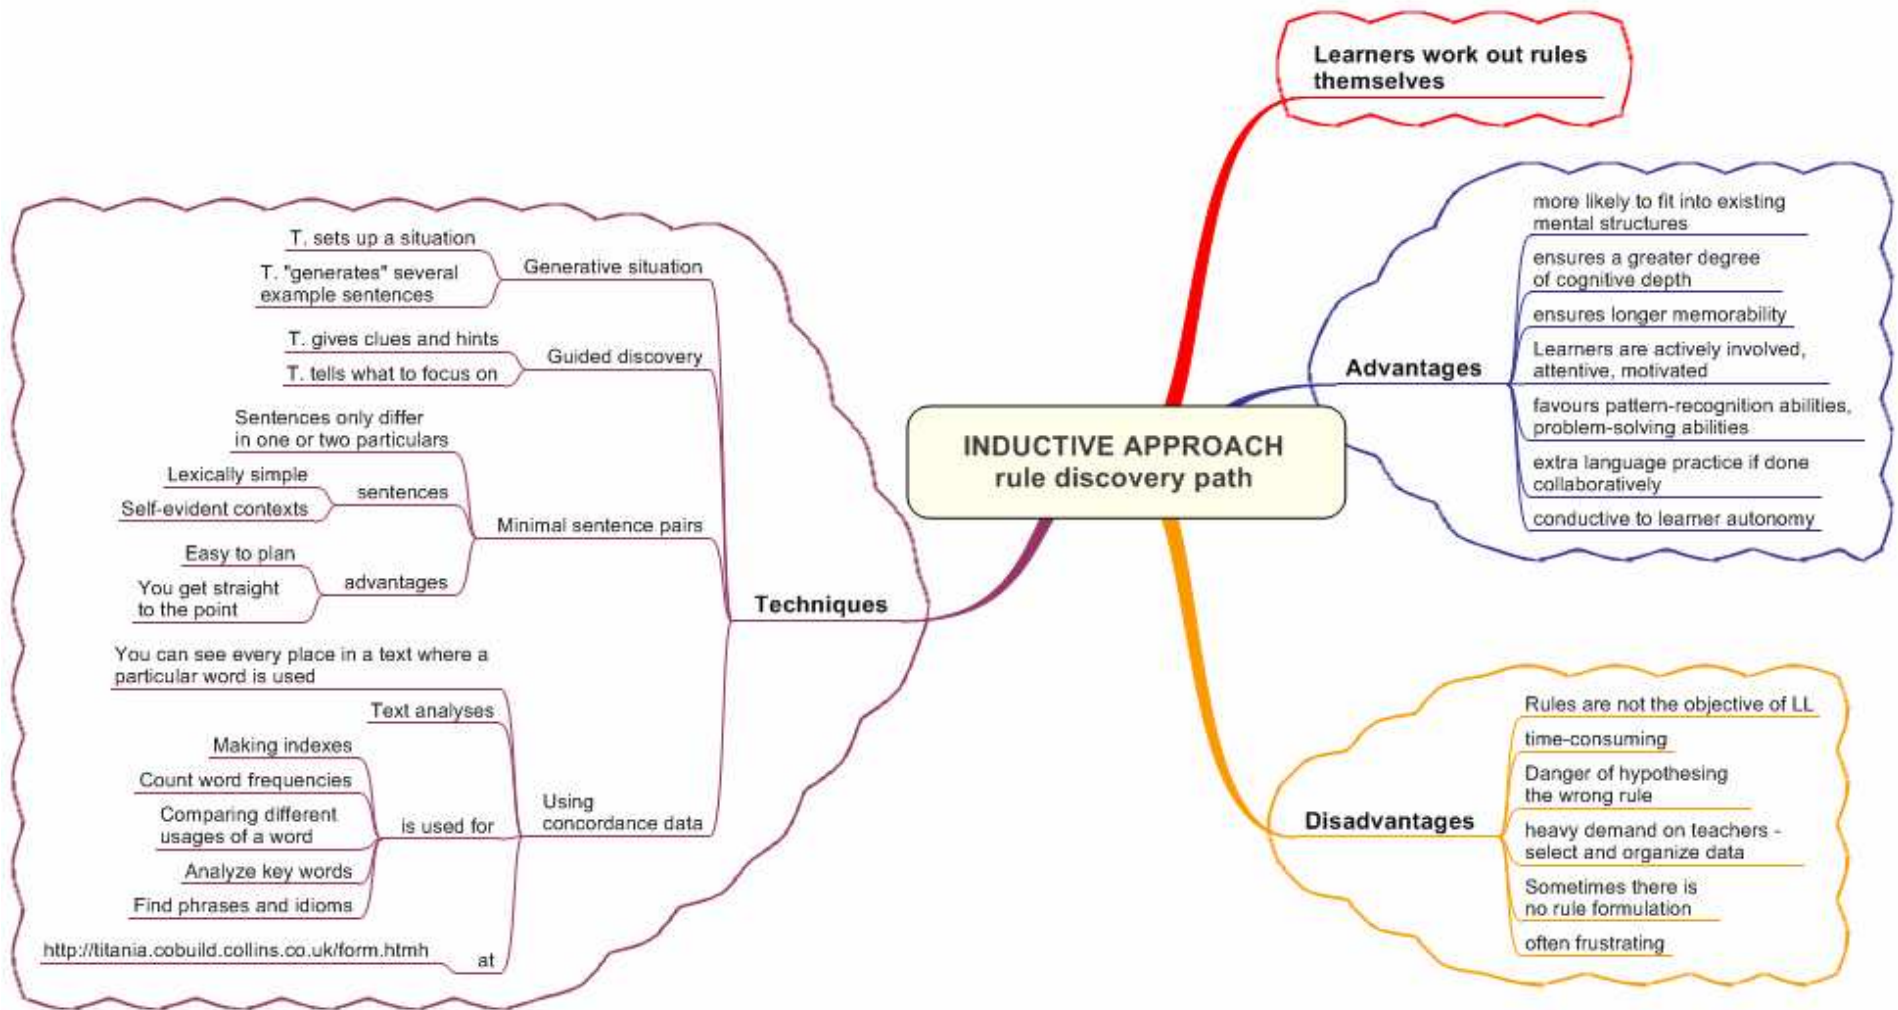 Learners work out rules
themselves
more likely to fit into existing
mental structures
ensures a greater degree
of cognitive depth
ensures longer memorability
Learners are actively involved,
attentive, motivated
Advantages
favours pattern-recognition abilities,
problem-solving abilities
extra language practice if done
collaboratively
conductive to learner autonomy
INDUCTIVE APPROACH
rule discovery path
T. sets up a situation
T. "generates" several
example sentences
Generative situation
T. gives clues and hints
T. tells what to focus on
Guided discovery
Sentences only differ
in one or two particulars
Lexically simple
Self-evident contexts
sentences
Minimal sentence pairs
Easy to plan
You get straight
to the point
advantages
Techniques
You can see every place in a text where a
particular word is used
Text analyses
Making indexes
Count word frequencies
Comparing different
usages of a word
Analyze key words
Find phrases and idioms
is used for
Using
concordance data
http://titania.cobuild.collins.co.uk/form.htmh
at
Rules are not the objective of LL
time-consuming
Danger of hypothesing
the wrong rule
Disadvantages
heavy demand on teachers -
select and organize data
Sometimes there is
no rule formulation
often frustrating